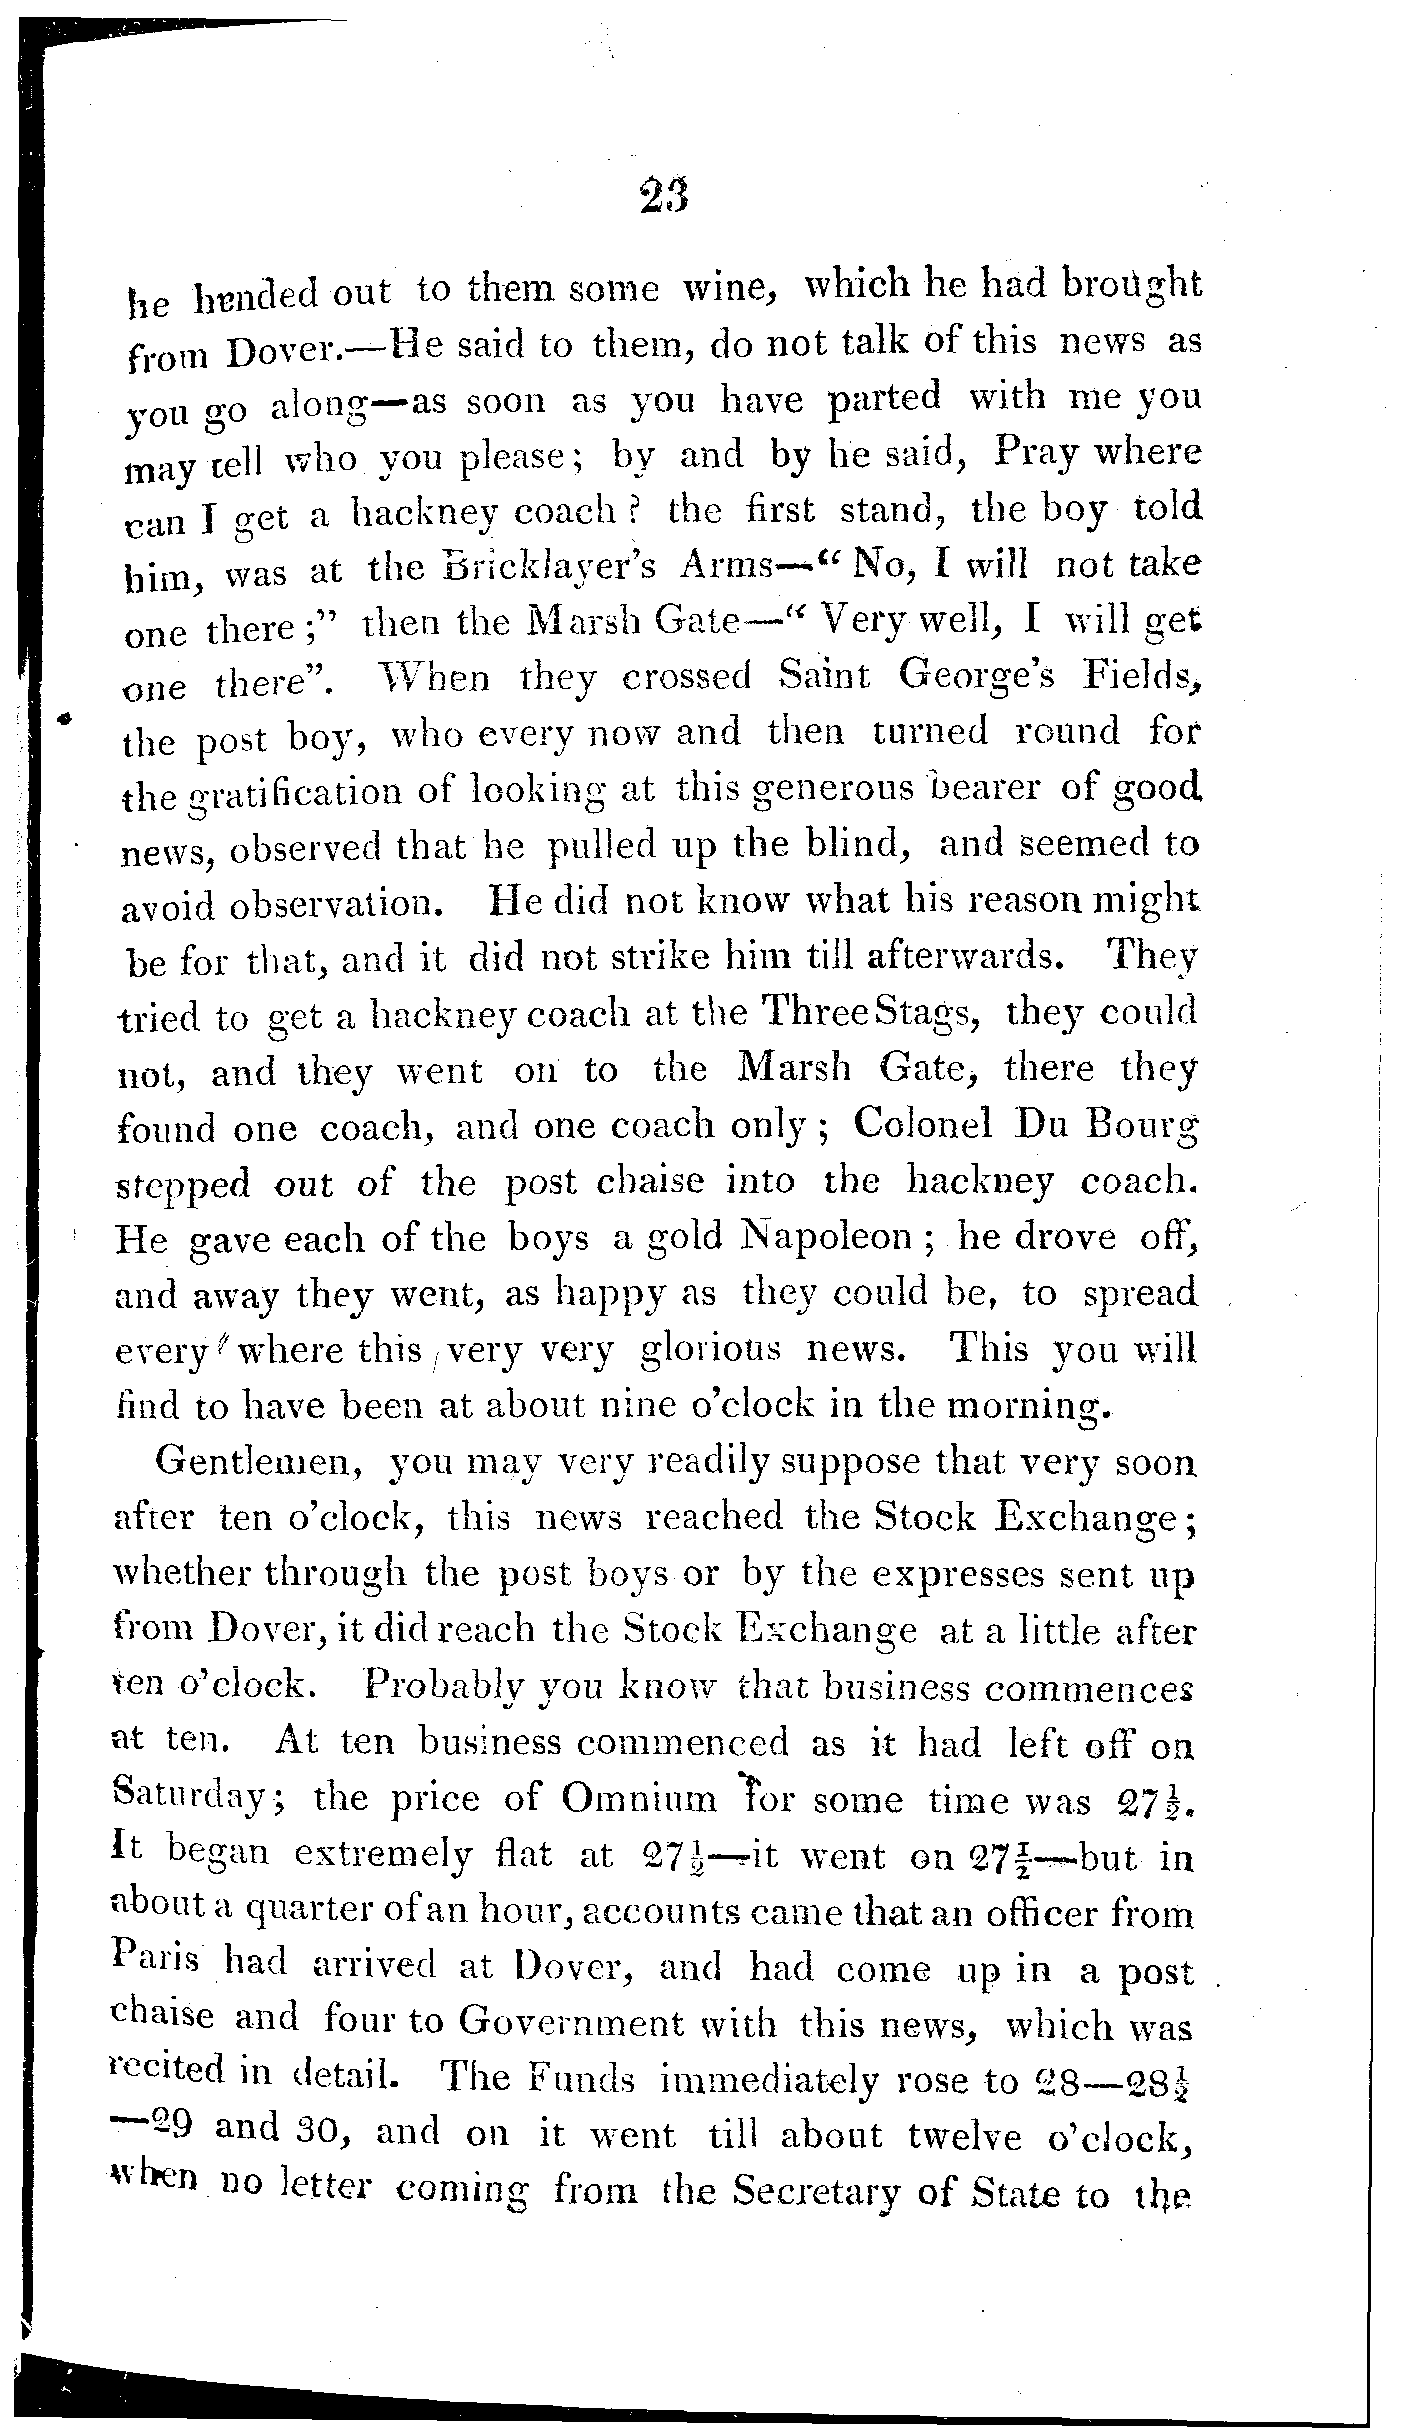 23
he handed out to them some wine, which he had brought
from Dover.—He said to them, do not talk of this news as
you go along—as soon as you have parted with me you
may tell who you please; by and by he said, Pray where
can I get a hackney coach? the first stand, the boy told
him, was at the Bricklayer's Arms—“ No, I will not take
one there;” then the Marsh Gate—“ Very well, I will get
one there”. When they crossed Saint George's Fields,
the post boy, who every now and then turned round for
the gratification of looking at this generous bearer of good
news, observed that he pulled up the blind, and seemed to
avoid observation. He did not know what his reason might
be for that, and it did not strike him till afterwards. They
tried to get a hackney coach at the Three Stags, they could
not, and they went on to the Marsh Gate, there they
found one coach, and one coach only; Colonel Du Bourg
stepped out of the post chaise into the hackney coach.
He gave each of the boys a gold Napoleon; he drove off,
and away they went, as happy as they could be, to spread
every where this very very glorious news. This you will
find to have been at about nine o'clock in the morning.
Gentlemen, you may very readily suppose that very soon
after ten o'clock, this news reached the Stock Exchange;
whether through the post boys or by the expresses sent up
from Dover, it did reach the Stock Exchange at a little after
ten o'clock. Probably you know that business commences
at ten. At ten business commenced as it had left off on
Saturday; the price of Omnium for some time was 27½.
It began extremely flat at 27½—it went on 27½—but in
about a quarter of an hour, accounts came that an officer from
Paris had arrived at Dover, and had come up in a post
chaise and four to Government with this news, which was
recited in detail. The Funds immediately rose to 28—28½
—29 and 30, and on it went till about twelve o'clock,
when no letter coming from the Secretary of State to the